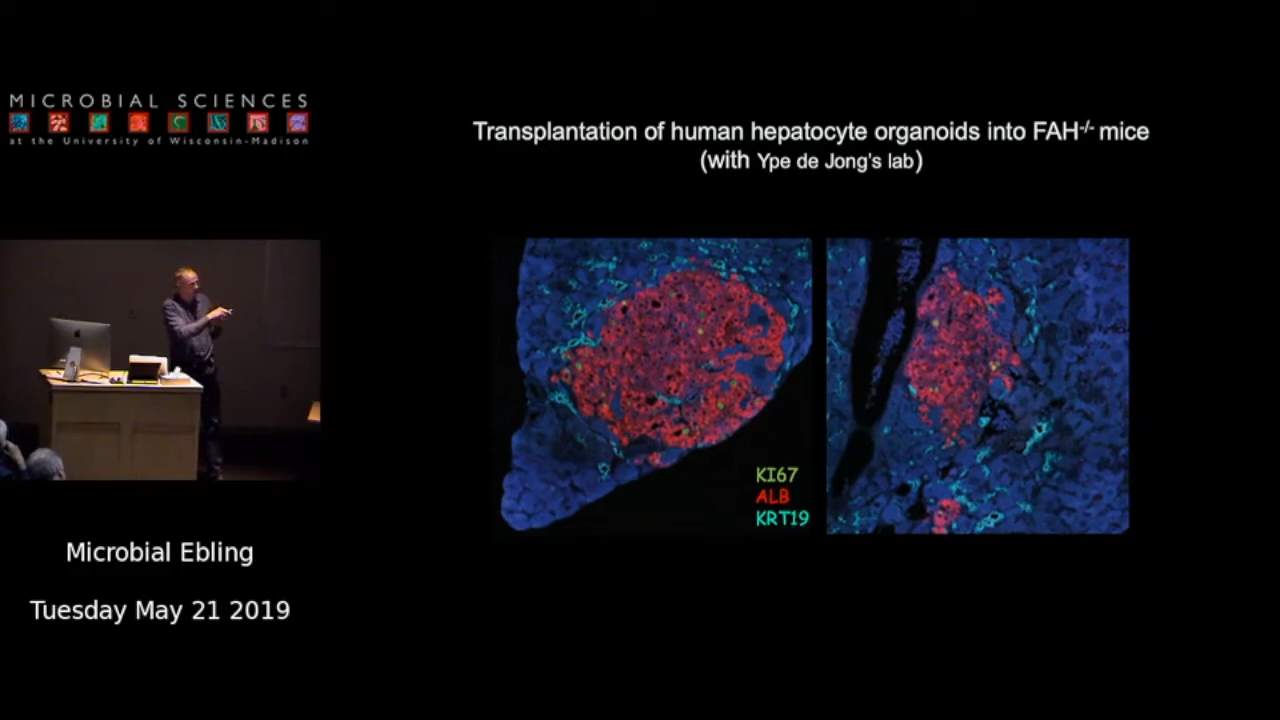 MICROBIAL SCIENCES
at the University of Wisconsin-Madison
Transplantation of human hepatocyte organoids into FAH-/- mice
(with Ype de Jong's lab)
KI67
ALB
KRT19
Microbial Ebling
Tuesday May 21 2019